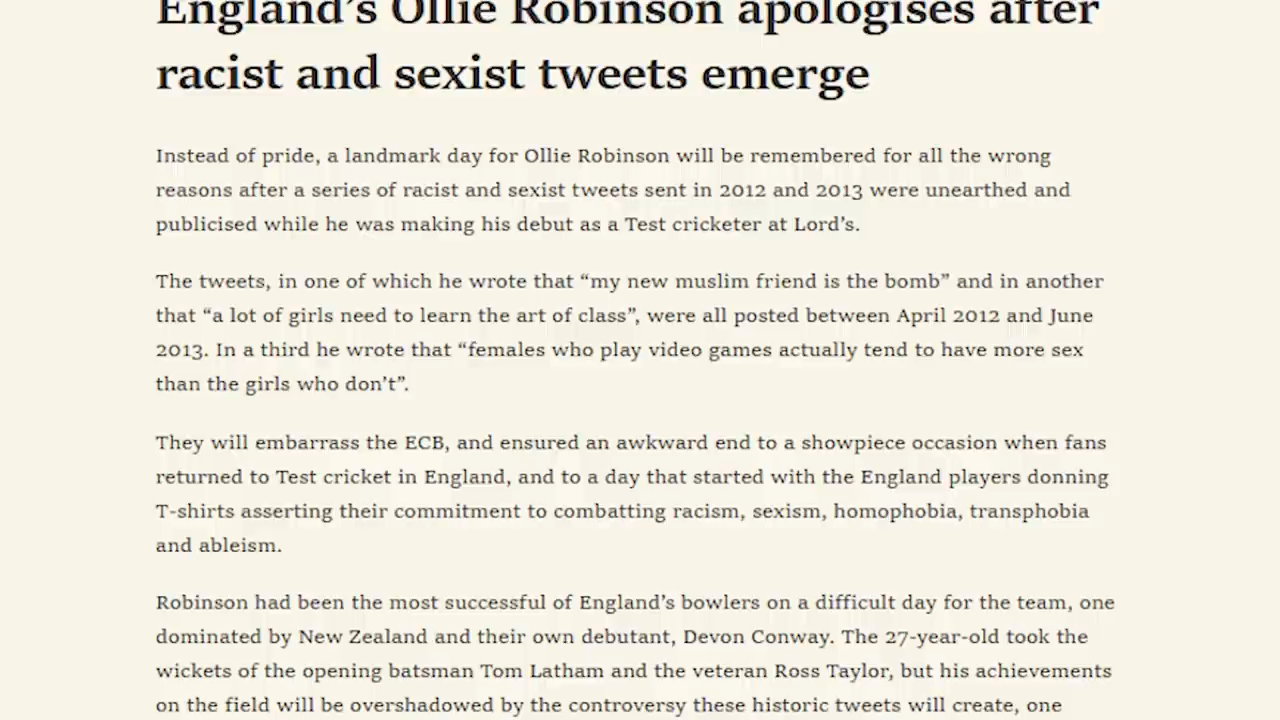 England’s Ollie Robinson apologises after
racist and sexist tweets emerge
Instead of pride, a landmark day for Ollie Robinson will be remembered for all the wrong
reasons after a series of racist and sexist tweets sent in 2012 and 2013 were unearthed and
publicised while he was making his debut as a Test cricketer at Lord’s.
The tweets, in one of which he wrote that “my new muslim friend is the bomb” and in another
that “a lot of girls need to learn the art of class”, were all posted between April 2012 and June
2013. In a third he wrote that “females who play video games actually tend to have more sex
than the girls who don’t”.
They will embarrass the ECB, and ensured an awkward end to a showpiece occasion when fans
returned to Test cricket in England, and to a day that started with the England players donning
T-shirts asserting their commitment to combatting racism, sexism, homophobia, transphobia
and ableism.
Robinson had been the most successful of England’s bowlers on a difficult day for the team, one
dominated by New Zealand and their own debutant, Devon Conway. The 27-year-old took the
wickets of the opening batsman Tom Latham and the veteran Ross Taylor, but his achievements
on the field will be overshadowed by the controversy these historic tweets will create, one